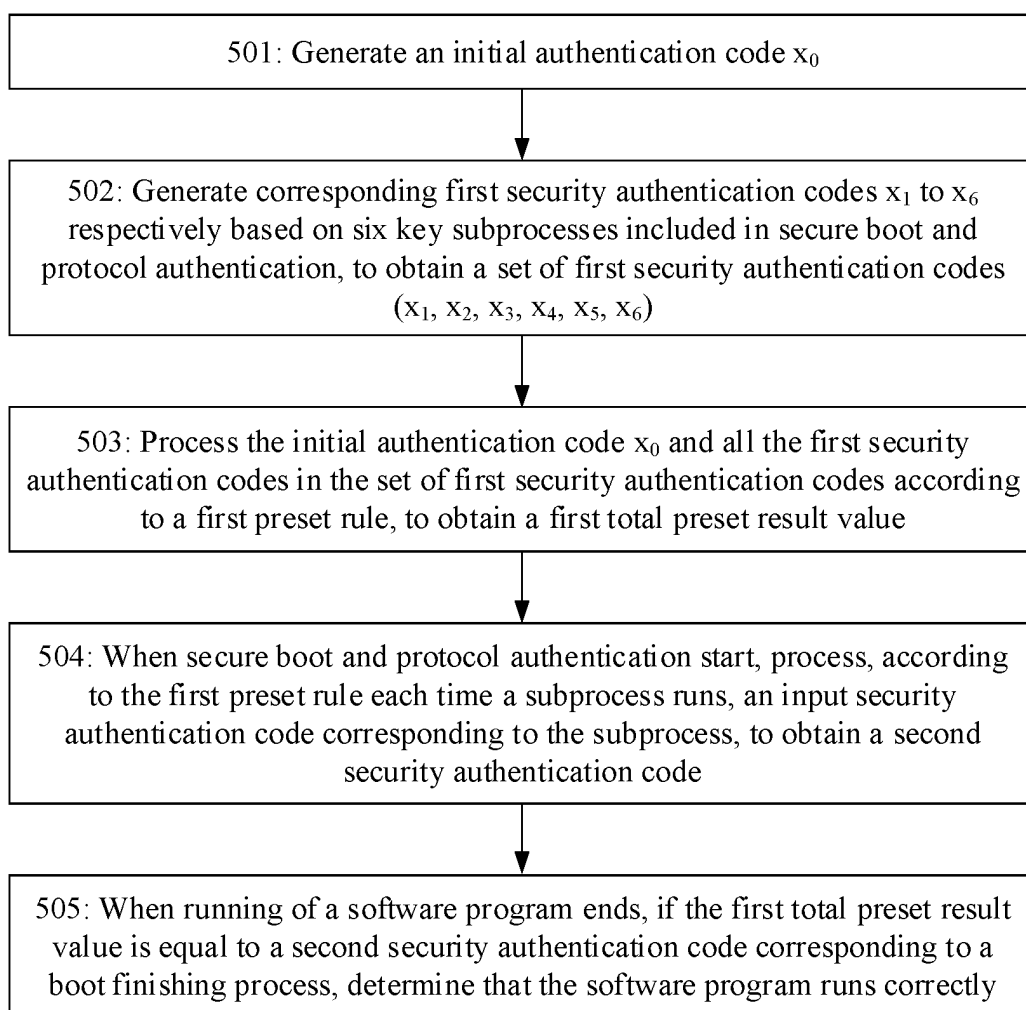 501: Generate an initial authentication code x₀
502: Generate corresponding first security authentication codes x₁ to x₆
respectively based on six key subprocesses included in secure boot and
protocol authentication, to obtain a set of first security authentication codes
(x₁, x₂, x₃, x₄, x₅, x₆)
503: Process the initial authentication code x₀ and all the first security
authentication codes in the set of first security authentication codes according
to a first preset rule, to obtain a first total preset result value
504: When secure boot and protocol authentication start, process, according
to the first preset rule each time a subprocess runs, an input security
authentication code corresponding to the subprocess, to obtain a second
security authentication code
505: When running of a software program ends, if the first total preset result
value is equal to a second security authentication code corresponding to a
boot finishing process, determine that the software program runs correctly